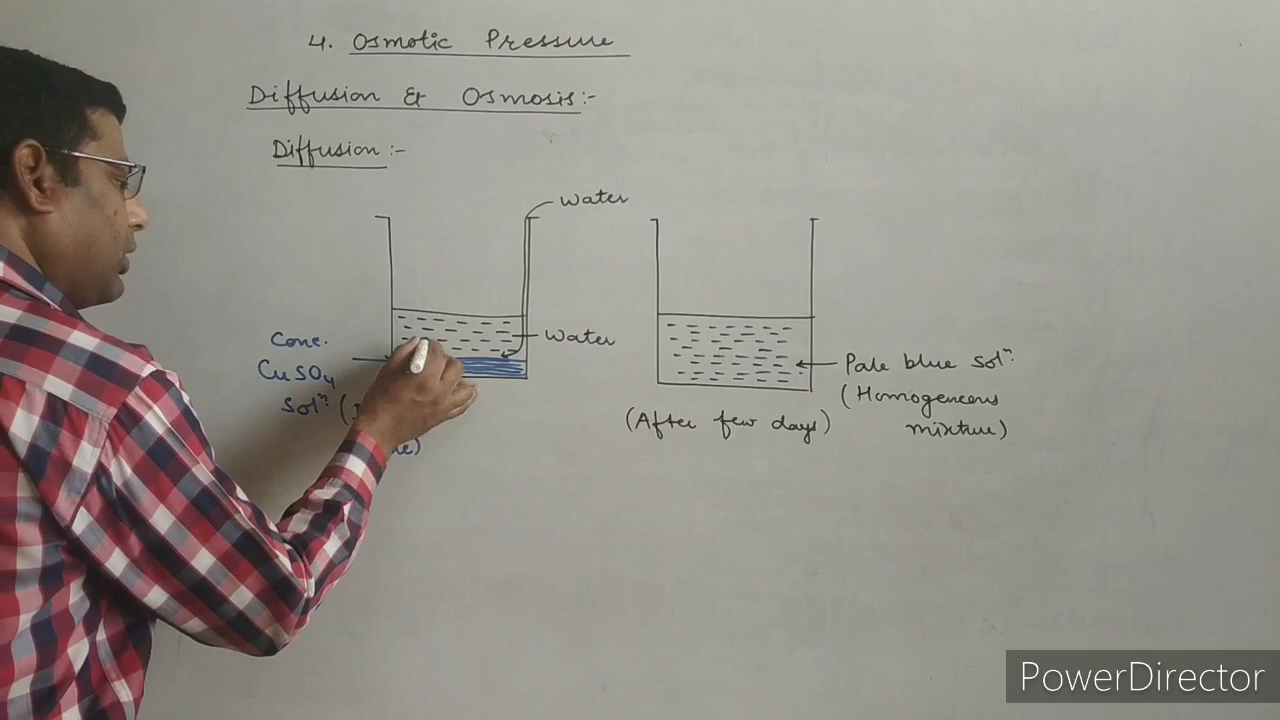 4. Osmotic Pressure
Diffusion & Osmosis:-
Diffusion :-
Water
Water
Conc.
CuSO4
Solⁿ. (
ue)
Pale blue solⁿ.
(Homogeneous
mixture)
(After few days)
PowerDirector